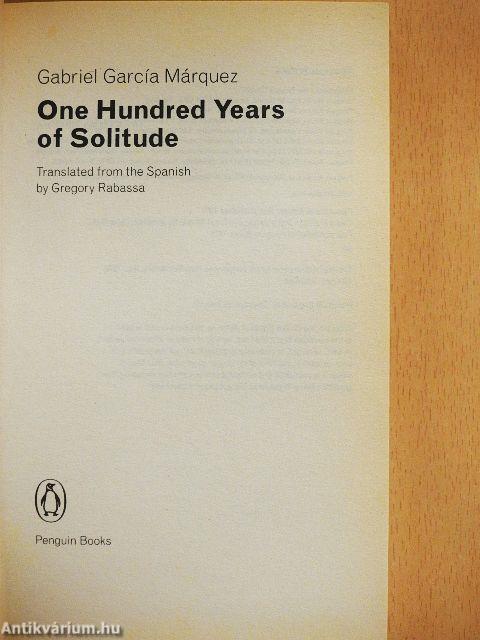 Gabriel García Márquez
One Hundred Years
of Solitude
Translated from the Spanish
by Gregory Rabassa
Penguin Books
Antikvárium.hu